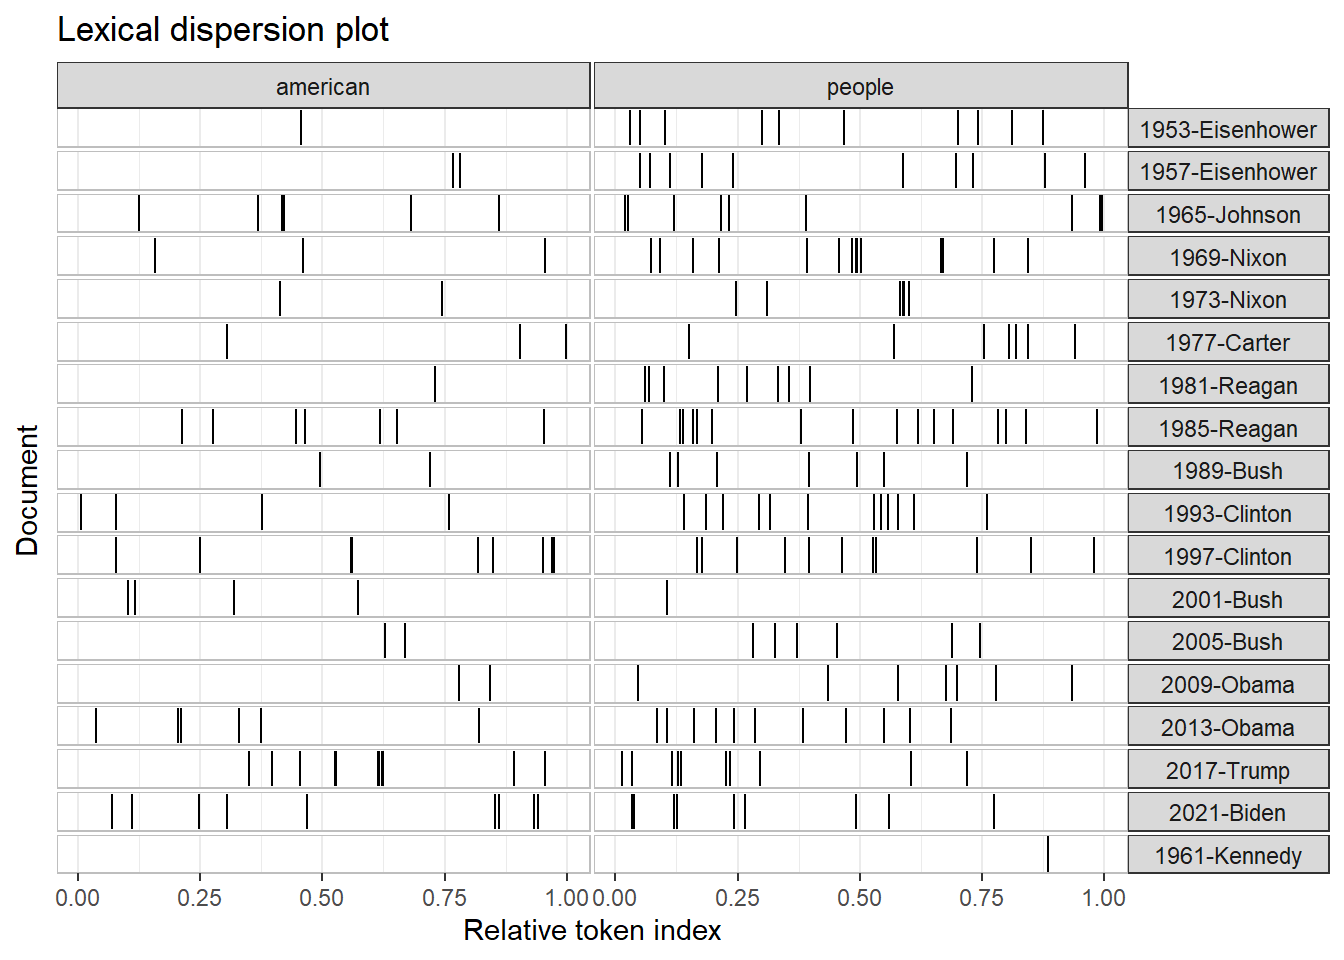 Lexical dispersion plot
american
people
1953-Eisenhower
1957-Eisenhower
1965-Johnson
1969-Nixon
1973-Nixon
1977-Carter
1981-Reagan
1985-Reagan
1989-Bush
1993-Clinton
1997-Clinton
2001-Bush
2005-Bush
2009-Obama
2013-Obama
2017-Trump
2021-Biden
1961-Kennedy
Document
0.00 0.25 0.50 0.75 1.00 0.00 0.25 0.50 0.75 1.00
Relative token index